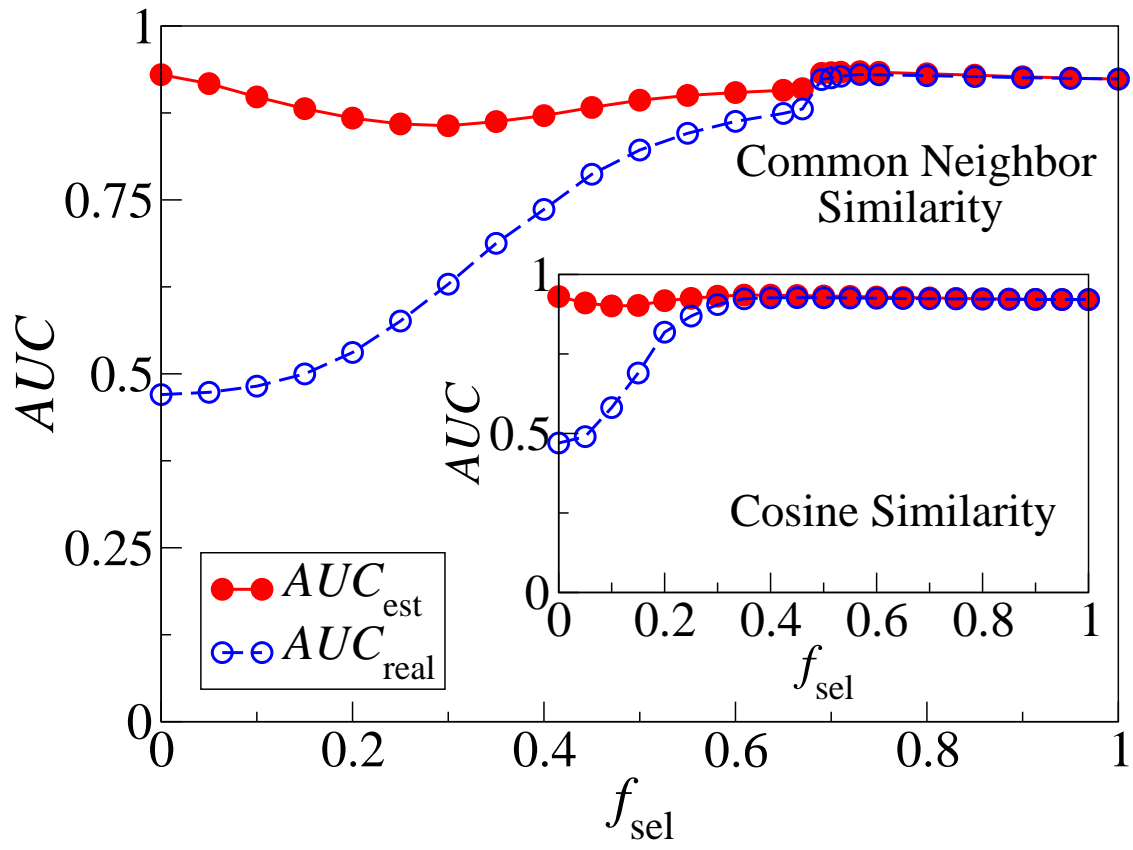 1
0.75
0.5
0.25
0
AUC
Common Neighbor
Similarity
1
0.5
0
AUC
Cosine Similarity
0 0.2 0.4 0.6 0.8 1
f_sel
AUC_est
AUC_real
0 0.2 0.4 0.6 0.8 1
f_sel